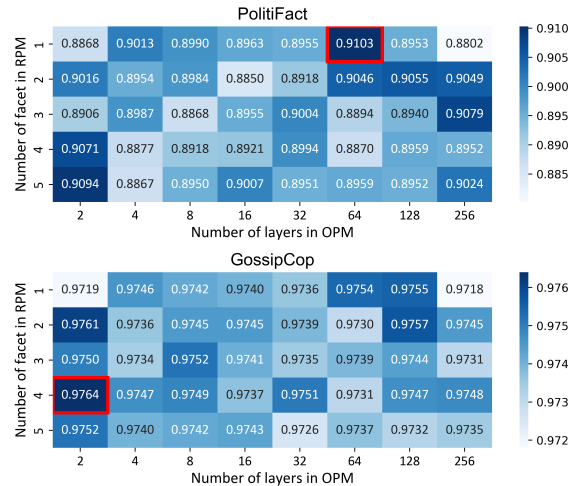 PolitiFact
Number of facet in RPM
1 0.8868 0.9013 0.8990 0.8963 0.8955 0.9103 0.8953 0.8802
2 0.9016 0.8954 0.8984 0.8850 0.8918 0.9046 0.9055 0.9049
3 0.8906 0.8987 0.8868 0.8955 0.9004 0.8894 0.8940 0.9079
4 0.9071 0.8877 0.8918 0.8921 0.8994 0.8870 0.8959 0.8952
5 0.9094 0.8867 0.8950 0.9007 0.8951 0.8959 0.8952 0.9024
2 4 8 16 32 64 128 256
Number of layers in OPM
0.910
0.905
0.900
0.895
0.890
0.885
GossipCop
Number of facet in RPM
1 0.9719 0.9746 0.9742 0.9740 0.9736 0.9754 0.9755 0.9718
2 0.9761 0.9736 0.9745 0.9745 0.9739 0.9730 0.9757 0.9745
3 0.9750 0.9734 0.9752 0.9741 0.9735 0.9739 0.9744 0.9731
4 0.9764 0.9747 0.9749 0.9737 0.9751 0.9731 0.9747 0.9748
5 0.9752 0.9740 0.9742 0.9743 0.9726 0.9737 0.9732 0.9735
2 4 8 16 32 64 128 256
Number of layers in OPM
0.976
0.975
0.974
0.973
0.972